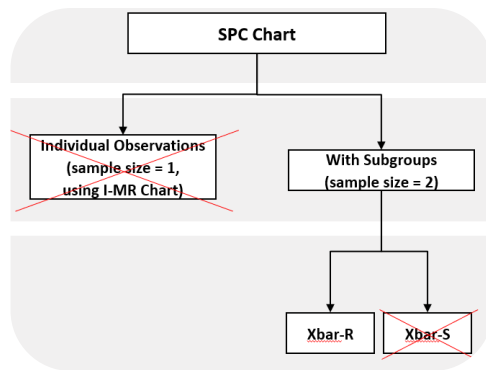 SPC Chart
Individual Observations
(sample size = 1,
using I-MR Chart)
With Subgroups
(sample size = 2)
Xbar-R
Xbar-S